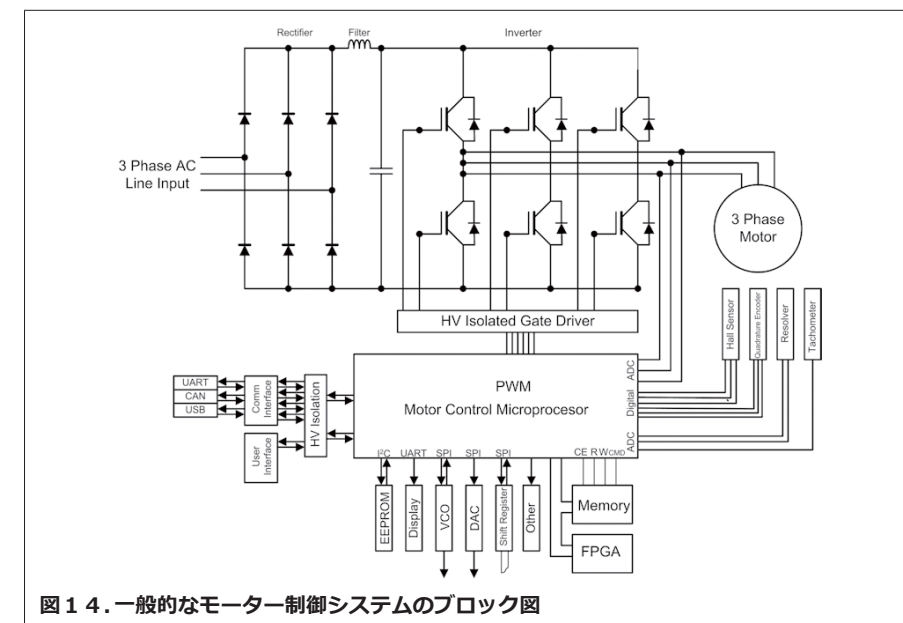 Rectifier
Filter
Inverter
3 Phase AC
Line Input
3 Phase
Motor
HV Isolated Gate Driver
Hall Sensor
Quadrature Encoder
Resolver
Tachometer
PWM
Motor Control Microprocesor
ADC
Digital
ADC
UART
CAN
USB
Comm
Interface
HV Isolation
User
Interface
I²C UART SPI SPI SPI
CE R W CMD
EEPROM
Display
VCO
DAC
Shift Register
Other
Memory
FPGA
図14.一般的なモーター制御システムのブロック図